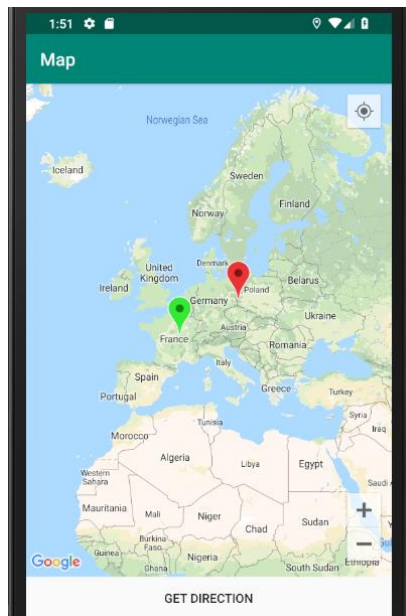 1:51
Map
Norwegian Sea
Iceland
Sweden
Finland
Norway
Denmark
United
Kingdom
Ireland
Belarus
Poland
Germany
Ukraine
Austria
France
Romania
Italy
Spain
Greece
Turkey
Portugal
Syria
Tunisia
Iraq
Morocco
Algeria
Libya
Egypt
Western
Sahara
Saudi
Mauritania
Mali
Niger
Chad
Sudan
Burkina
Faso
Google
Guinea
Ghana
Nigeria
South Sudan
Ethiopia
GET DIRECTION